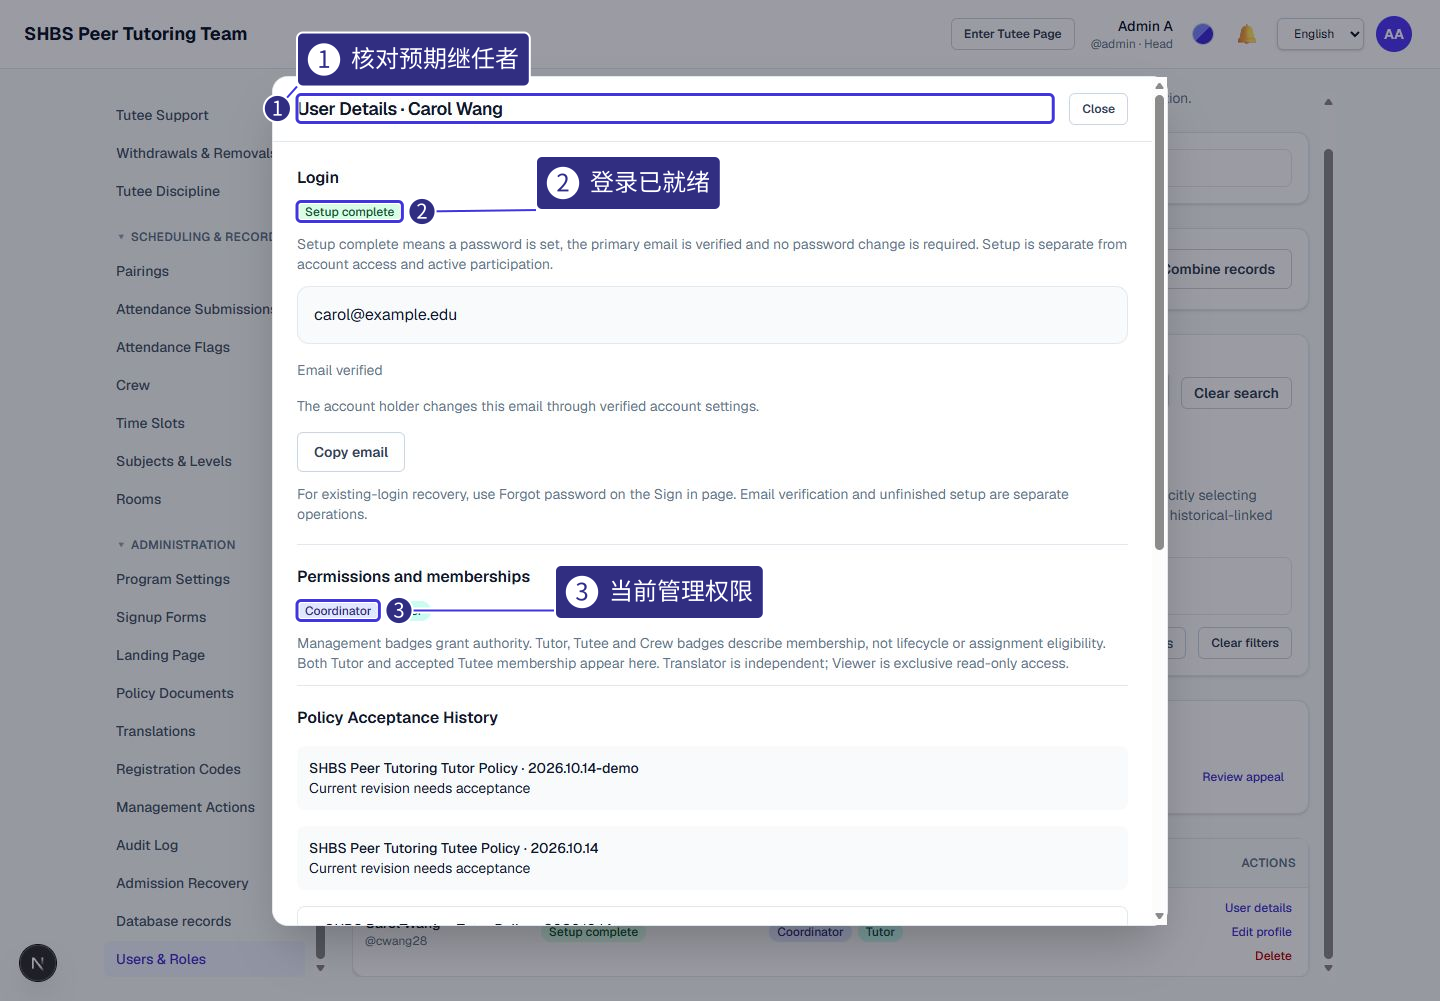 SHBS Peer Tutoring Team
Enter Tutee Page
Admin A
@admin · Head
English
AA
1 核对预期继任者
1
User Details · Carol Wang
Close
Tutee Support
Withdrawals & Removals
Tutee Discipline
SCHEDULING & RECORD
Pairings
Attendance Submissions
Attendance Flags
Crew
Time Slots
Subjects & Levels
Rooms
ADMINISTRATION
Program Settings
Signup Forms
Landing Page
Policy Documents
Translations
Registration Codes
Management Actions
Audit Log
Admission Recovery
Database records
Users & Roles
N
Login
2 登录已就绪
Setup complete
2
Setup complete means a password is set, the primary email is verified and no password change is required. Setup is separate from
account access and active participation.
carol@example.edu
Email verified
The account holder changes this email through verified account settings.
Copy email
For existing-login recovery, use Forgot password on the Sign in page. Email verification and unfinished setup are separate
operations.
Permissions and memberships
3 当前管理权限
Coordinator
3
Management badges grant authority. Tutor, Tutee and Crew badges describe membership, not lifecycle or assignment eligibility.
Both Tutor and accepted Tutee membership appear here. Translator is independent; Viewer is exclusive read-only access.
Policy Acceptance History
SHBS Peer Tutoring Tutor Policy · 2026.10.14-demo
Current revision needs acceptance
SHBS Peer Tutoring Tutee Policy · 2026.10.14
Current revision needs acceptance
tion.
Combine records
Clear search
citly selecting
historical-linked
s
Clear filters
Review appeal
ACTIONS
User details
Edit profile
Delete
@cwang28
Setup complete
Coordinator
Tutor